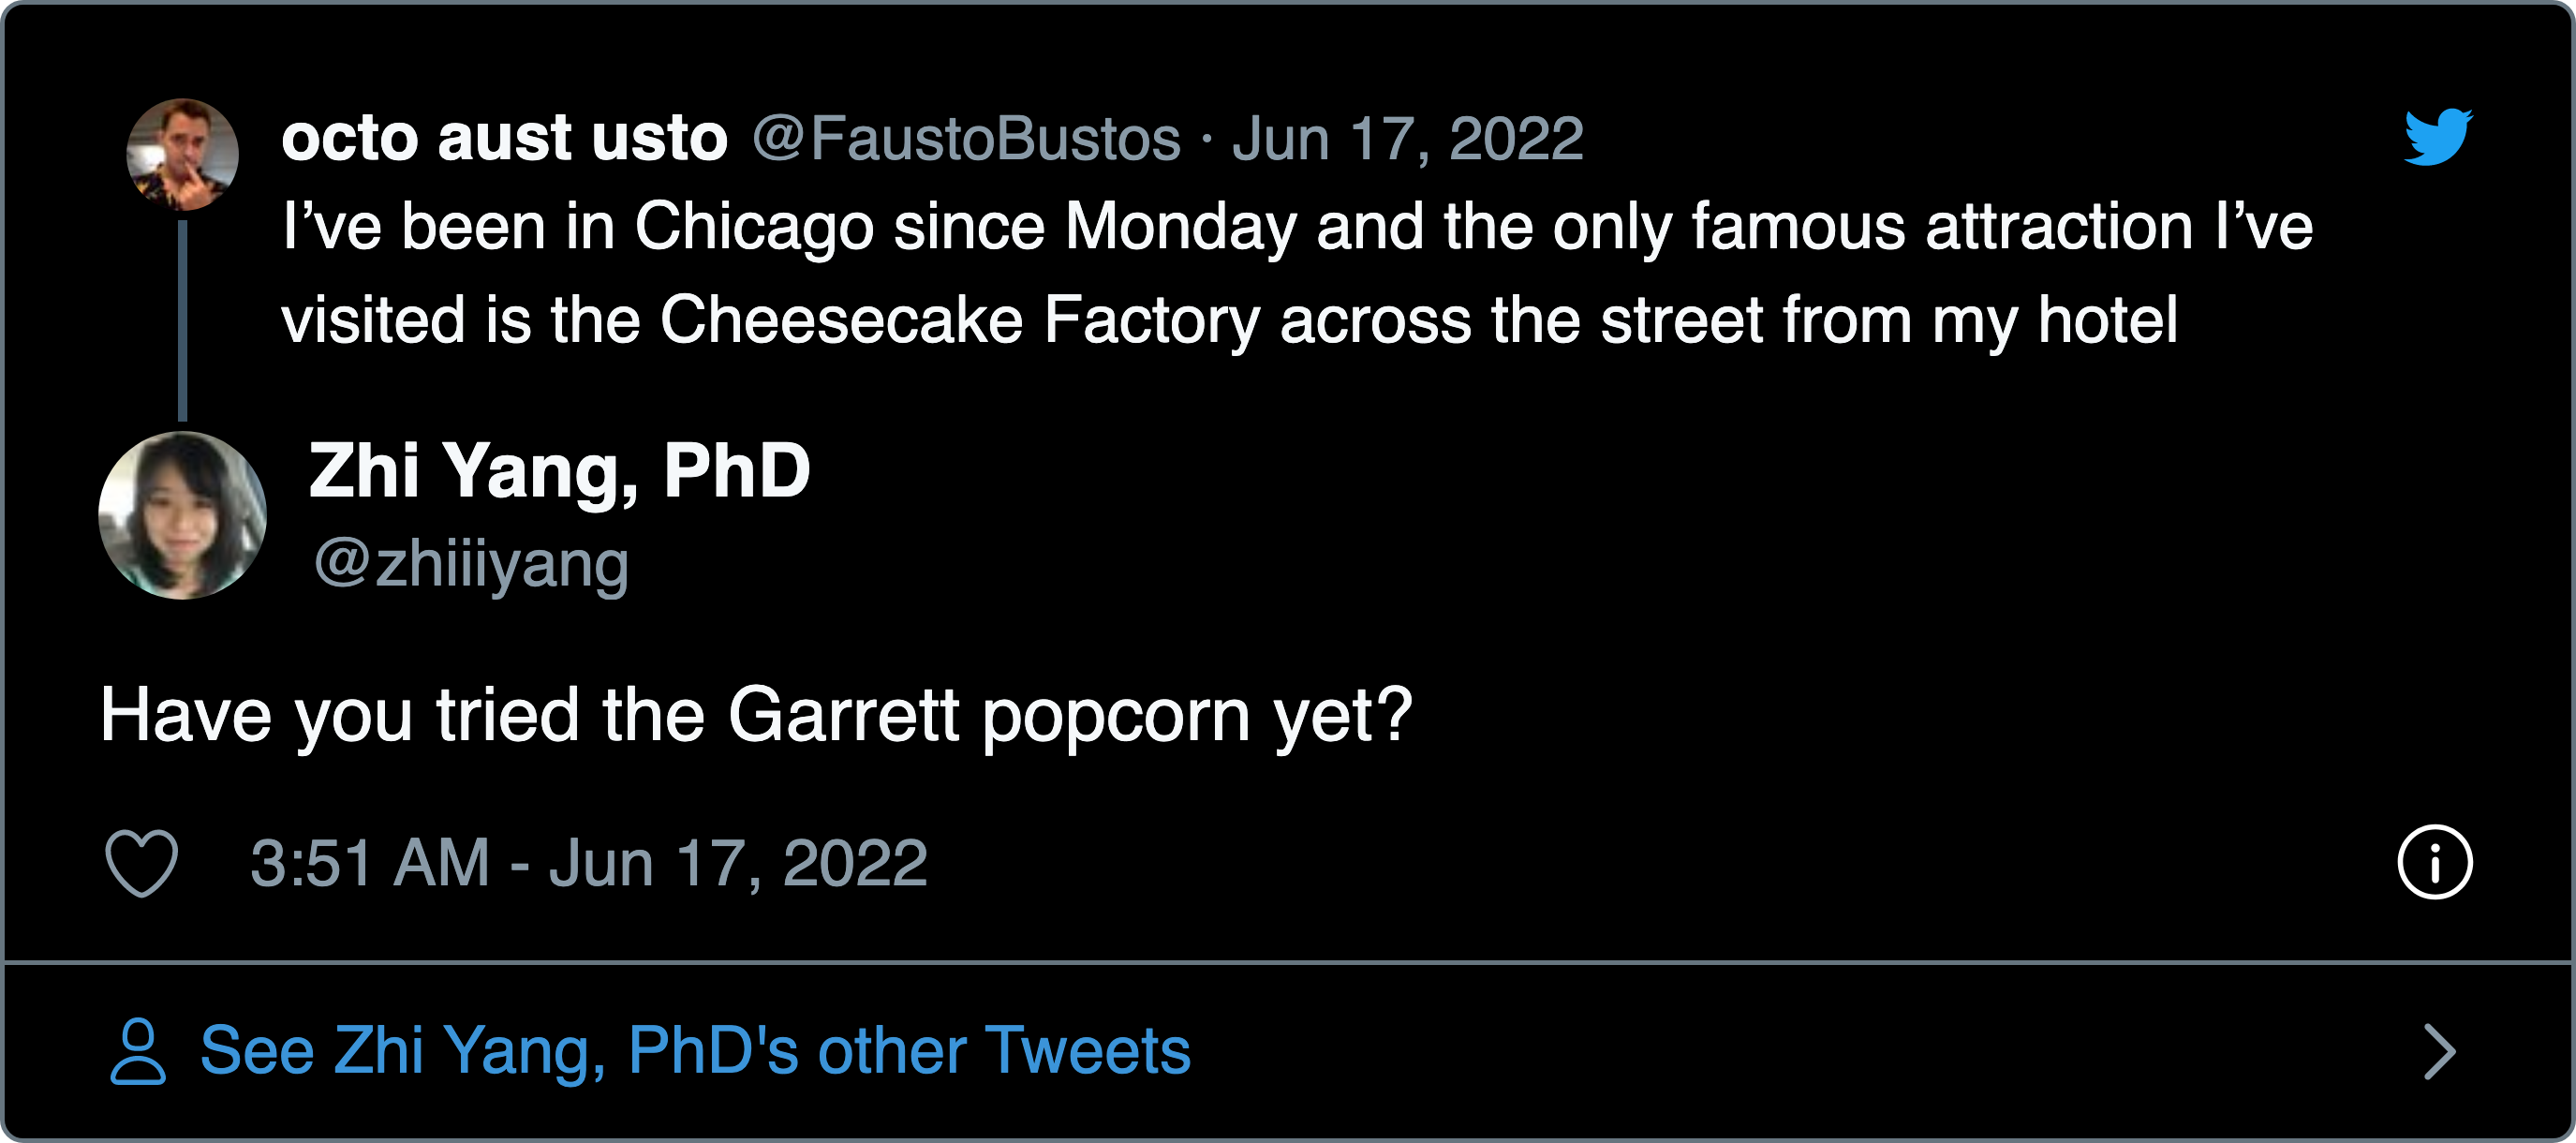 octo aust usto @FaustoBustos · Jun 17, 2022
I’ve been in Chicago since Monday and the only famous attraction I’ve
visited is the Cheesecake Factory across the street from my hotel
Zhi Yang, PhD
@zhiiiyang
Have you tried the Garrett popcorn yet?
3:51 AM - Jun 17, 2022
See Zhi Yang, PhD's other Tweets